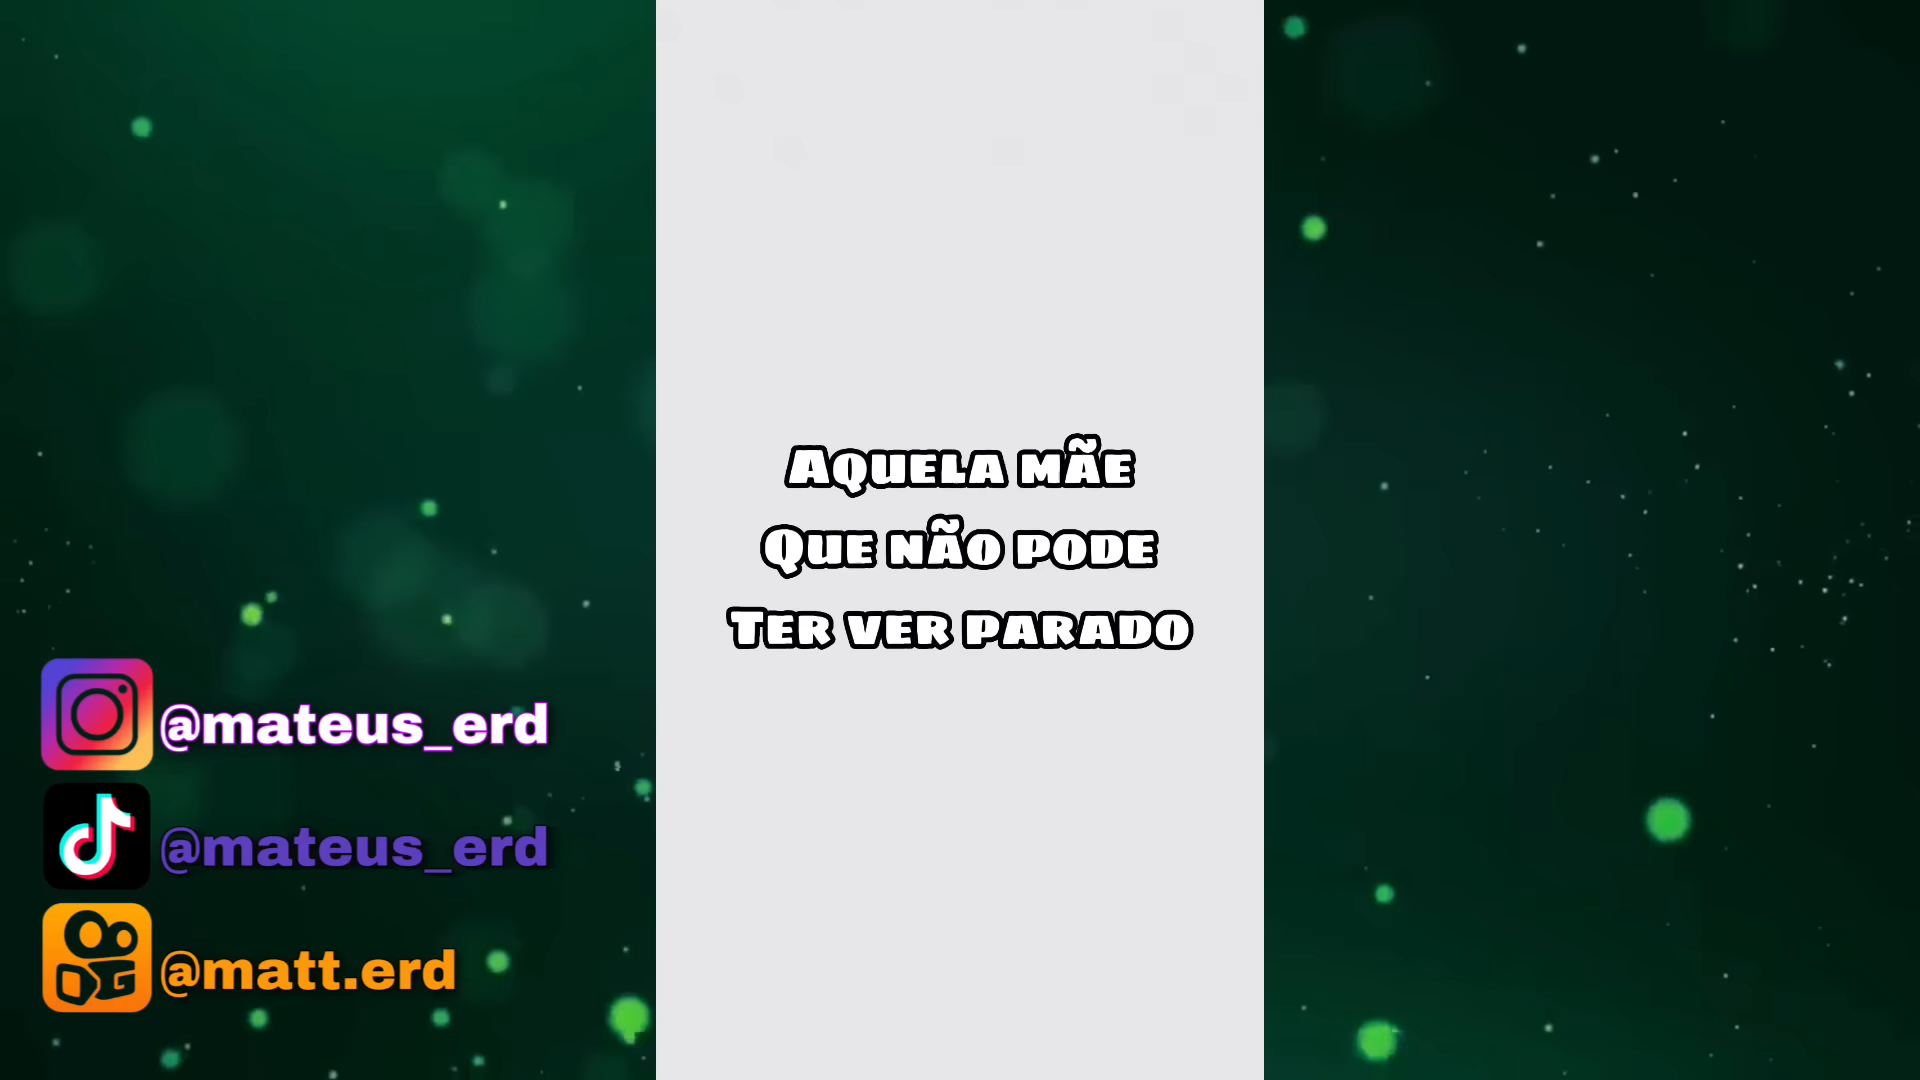 Aquela mãe
Que não pode
Ter ver parado
@mateus_erd
@mateus_erd
@matt.erd